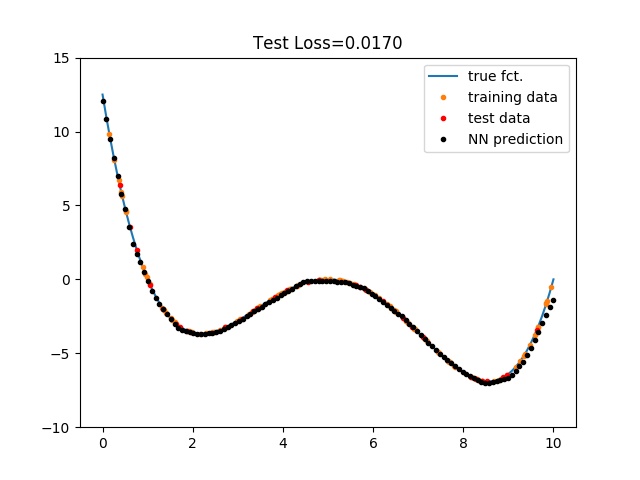 Test Loss=0.0170
15
true fct.
training data
test data
NN prediction
10
5
0
−5
−10
0
2
4
6
8
10